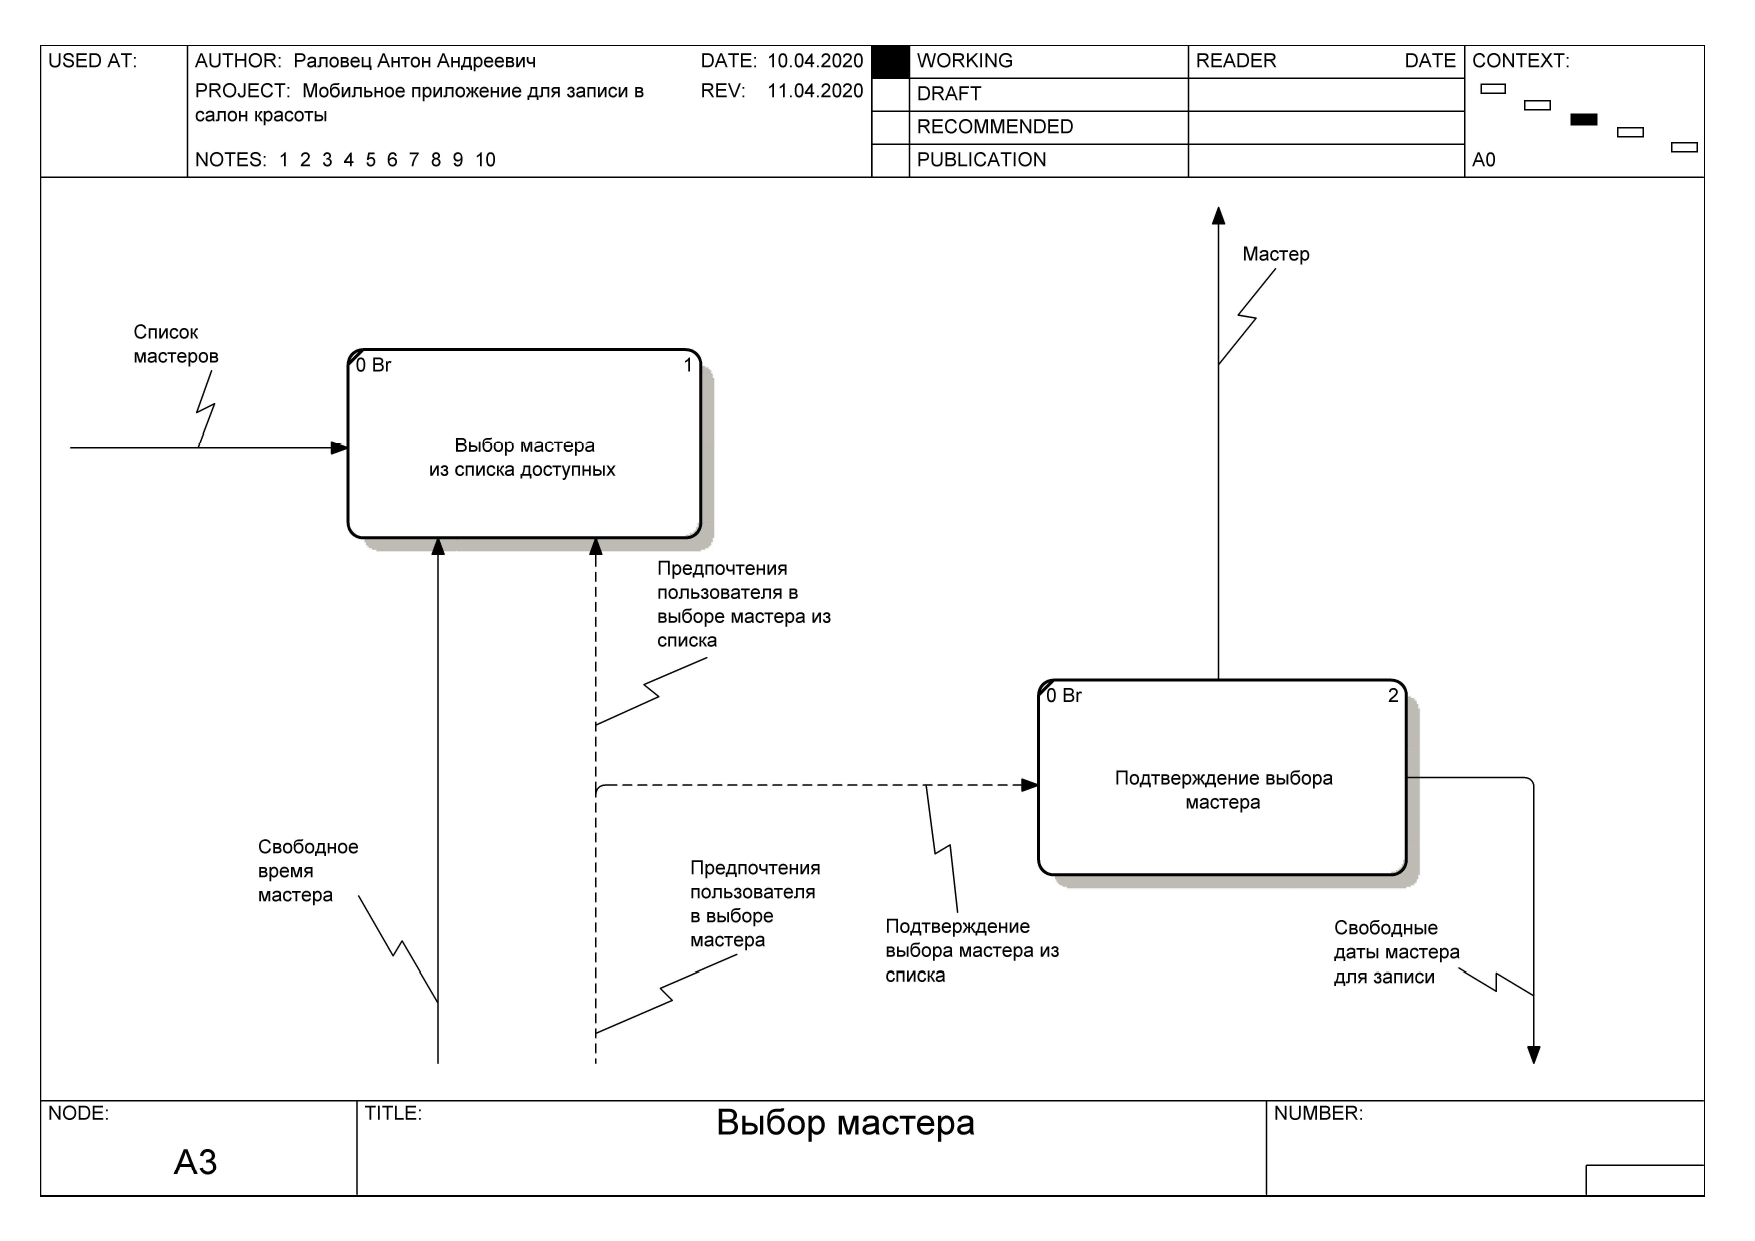 USED AT:
AUTHOR: Раловец Антон Андреевич
DATE: 10.04.2020
PROJECT: Мобильное приложение для записи в
салон красоты
REV: 11.04.2020
NOTES: 1 2 3 4 5 6 7 8 9 10
WORKING
DRAFT
RECOMMENDED
PUBLICATION
READER DATE
CONTEXT:
A0
Мастер
Список
мастеров
0 Br 1
Выбор мастера
из списка доступных
Предпочтения
пользователя в
выборе мастера из
списка
0 Br 2
Подтверждение выбора
мастера
Свободное
время
мастера
Предпочтения
пользователя
в выборе
мастера
Подтверждение
выбора мастера из
списка
Свободные
даты мастера
для записи
NODE:
A3
TITLE:
Выбор мастера
NUMBER: